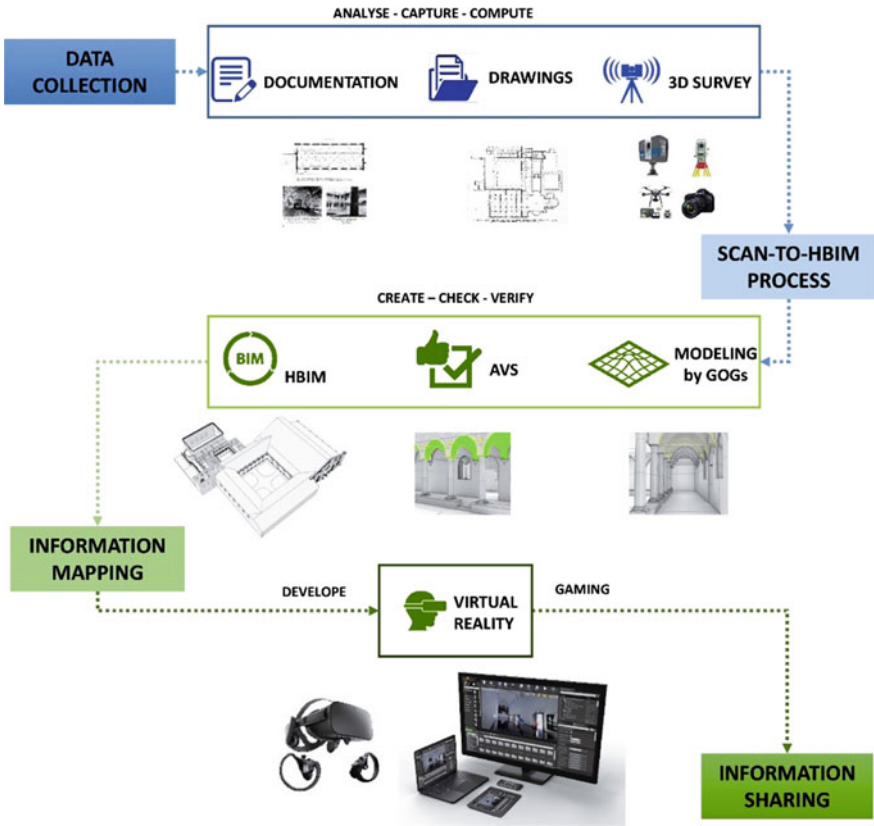 ANALYSE - CAPTURE - COMPUTE
DATA
COLLECTION
DOCUMENTATION
DRAWINGS
3D SURVEY
SCAN-TO-HBIM
PROCESS
CREATE – CHECK - VERIFY
BIM
HBIM
AVS
MODELING
by GOGs
INFORMATION
MAPPING
DEVELOPE
VIRTUAL
REALITY
GAMING
INFORMATION
SHARING